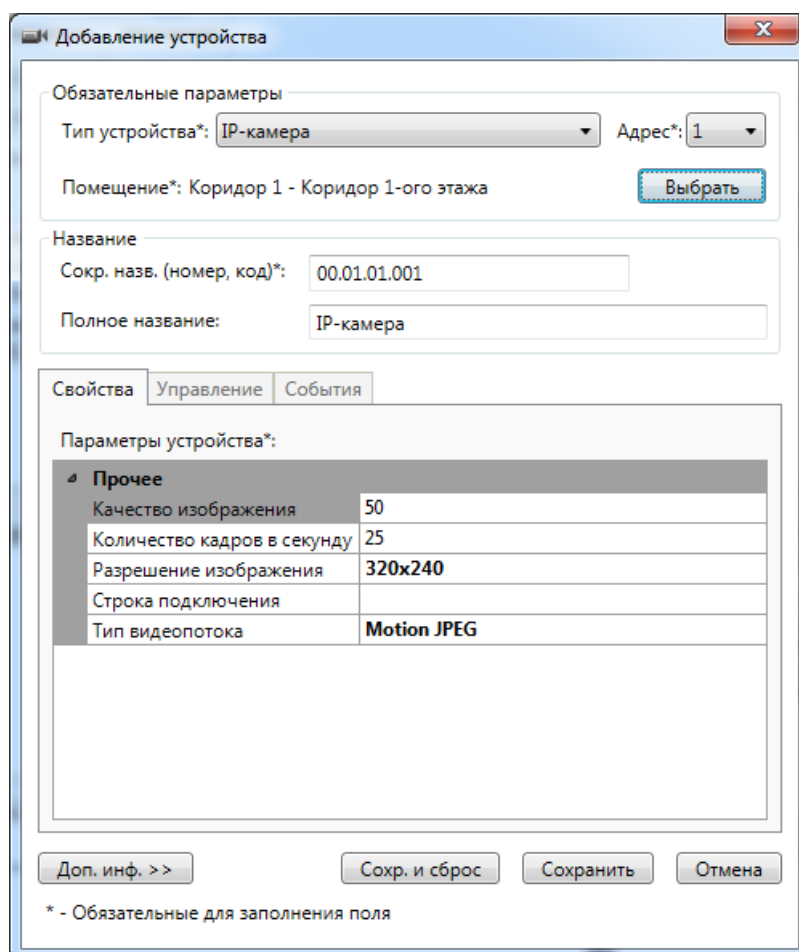 Добавление устройства
Обязательные параметры
Тип устройства*: IP-камера Адрес*: 1
Помещение*: Коридор 1 - Коридор 1-ого этажа Выбрать
Название
Сокр. назв. (номер, код)*: 00.01.01.001
Полное название: IP-камера
Свойства Управление События
Параметры устройства*:
Прочее
Качество изображения 50
Количество кадров в секунду 25
Разрешение изображения 320x240
Строка подключения
Тип видеопотока Motion JPEG
Доп. инф. >> Сохр. и сброс Сохранить Отмена
* - Обязательные для заполнения поля